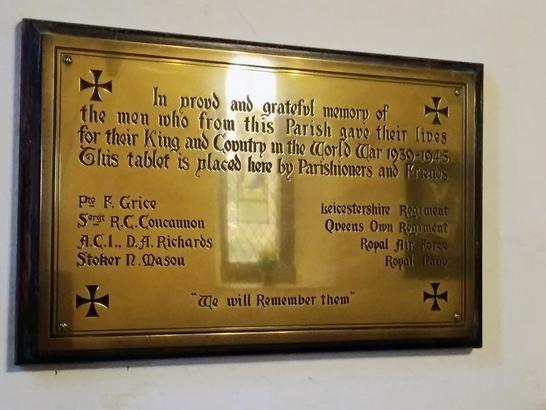 In proud and grateful memory of
the men who from this Parish gave their lives
for their King and Country in the World War 1939-1945
This tablet is placed here by Parishioners and Friends
Pte F. Grice Leicestershire Regiment
Sergt R.C. Coucannon Queens Own Regiment
A.C.1.. D.A. Richards Royal Air Force
Stoker N. Mason Royal Navy
"We will Remember them"